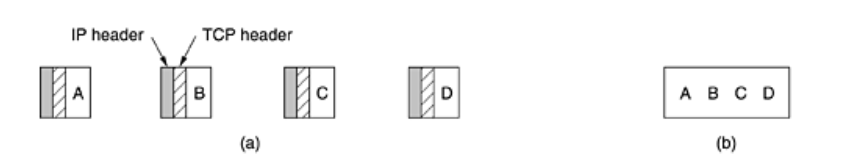 IP header TCP header
A B C D A B C D
(a) (b)